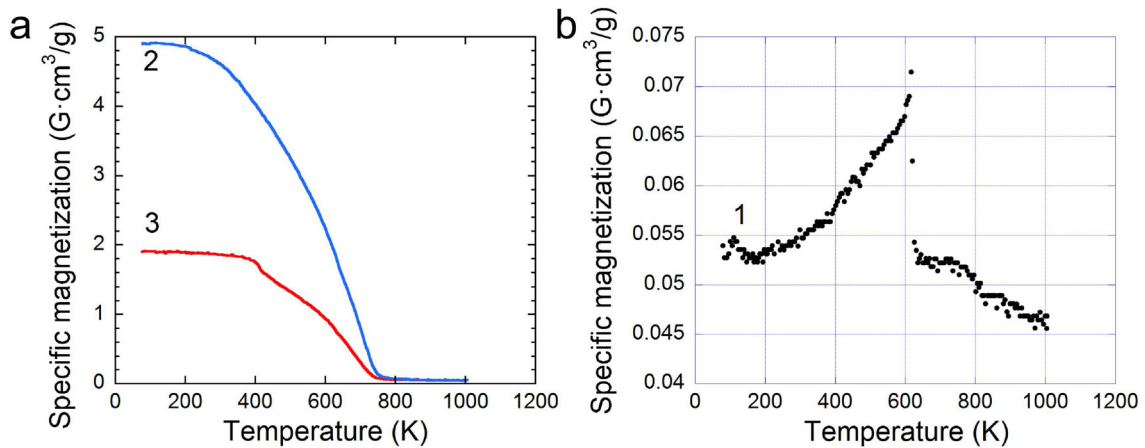 a
Specific magnetization (G·cm³/g)
5
4
3
2
1
0
2
3
0 200 400 600 800 1000 1200
Temperature (K)
b
Specific magnetization (G·cm³/g)
0.075
0.07
0.065
0.06
0.055
0.05
0.045
0.04
1
0 200 400 600 800 1000 1200
Temperature (K)